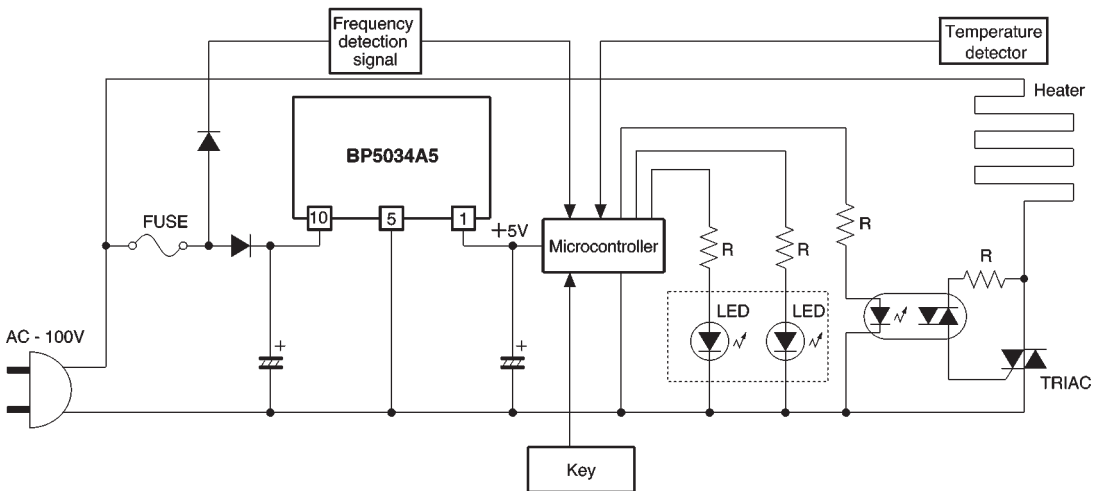 Frequency
detection
signal
Temperature
detector
Heater
BP5034A5
10
5
1
FUSE
+5V
Microcontroller
R
R
R
R
LED
LED
AC - 100V
+
+
TRIAC
Key